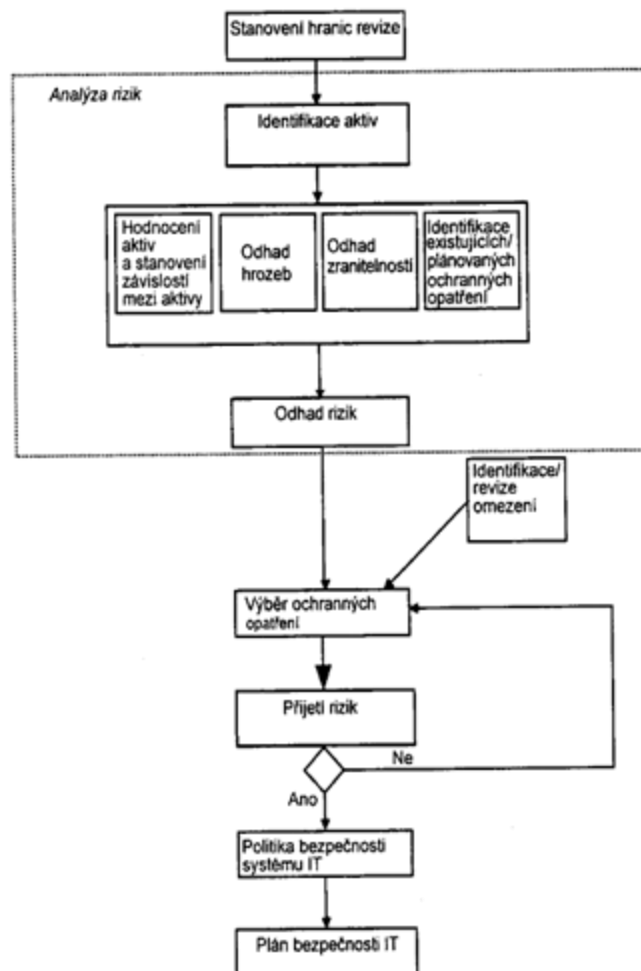 Stanovení hranic revize
Analýza rizik
Identifikace aktiv
Hodnocení
aktiv
a stanovení
závislostí
mezi aktivy
Odhad
hrozeb
Odhad
zranitelností
Identifikace
existujících/
plánovaných
ochranných
opatření
Odhad rizik
Identifikace/
revize
omezení
Výběr ochranných
opatření
Přijetí rizik
Ne
Ano
Politika bezpečnosti
systému IT
Plán bezpečnosti IT